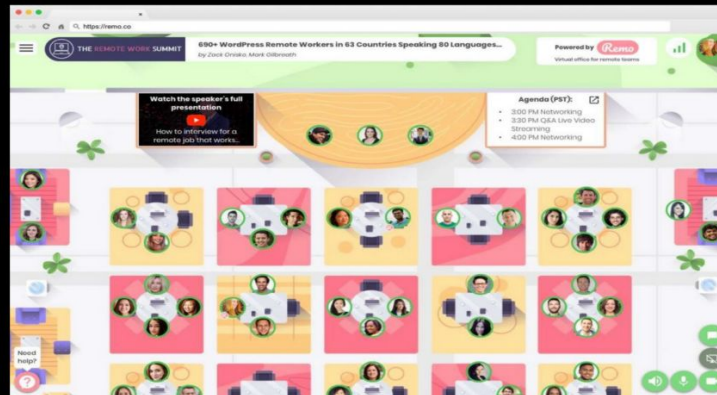 https://remo.co
THE REMOTE WORK SUMMIT
690+ WordPress Remote Workers in 63 Countries Speaking 80 Languages...
by Zack Onisko, Mark Gilbreath
Powered by Remo
Virtual office for remote teams
Watch the speaker's full
presentation
How to interview for a
remote job that works...
Agenda (PST):
• 3:00 PM Networking
• 3:30 PM Q&A Live Video
Streaming
• 4:00 PM Networking
Need
help?
?